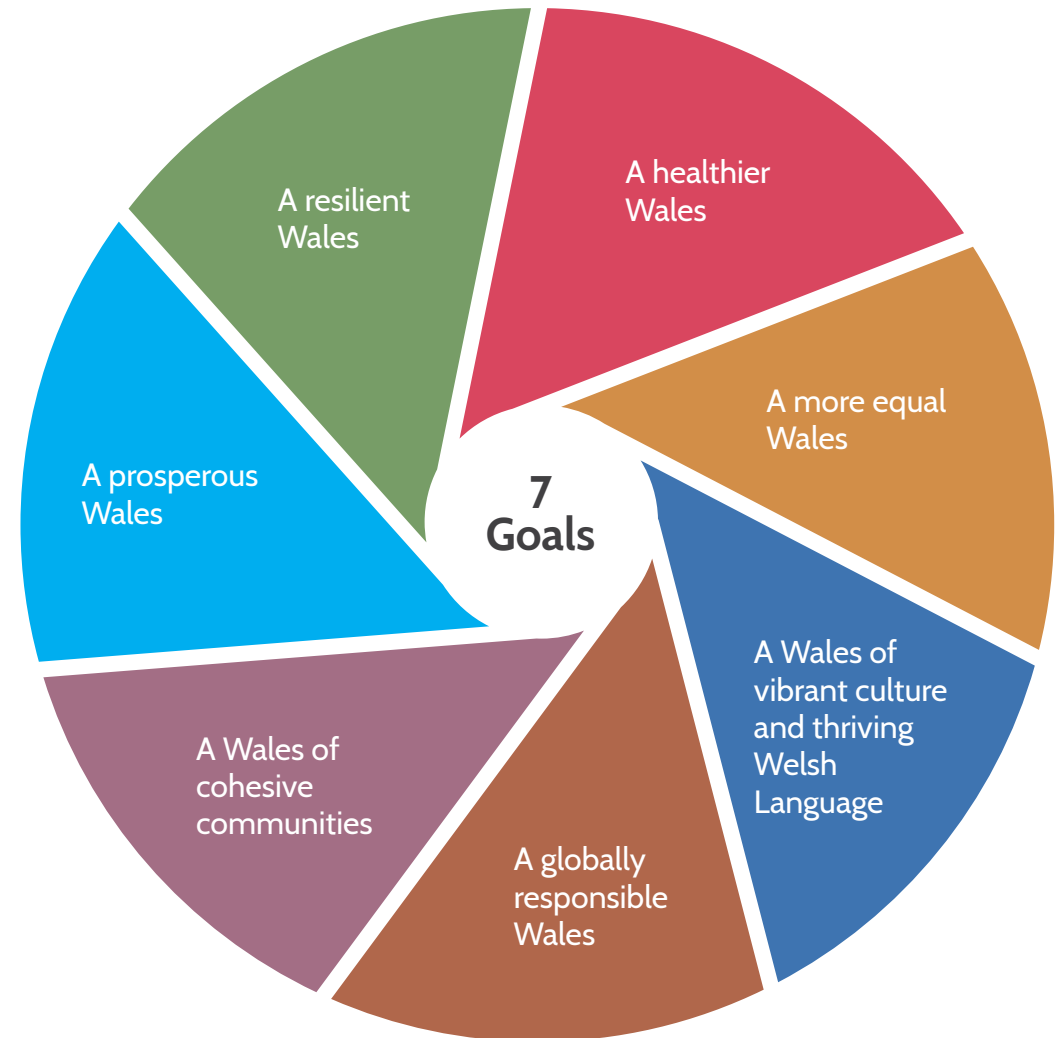 A resilient
Wales
A healthier
Wales
A more equal
Wales
A prosperous
Wales
7
Goals
A Wales of
vibrant culture
and thriving
Welsh
Language
A Wales of
cohesive
communities
A globally
responsible
Wales